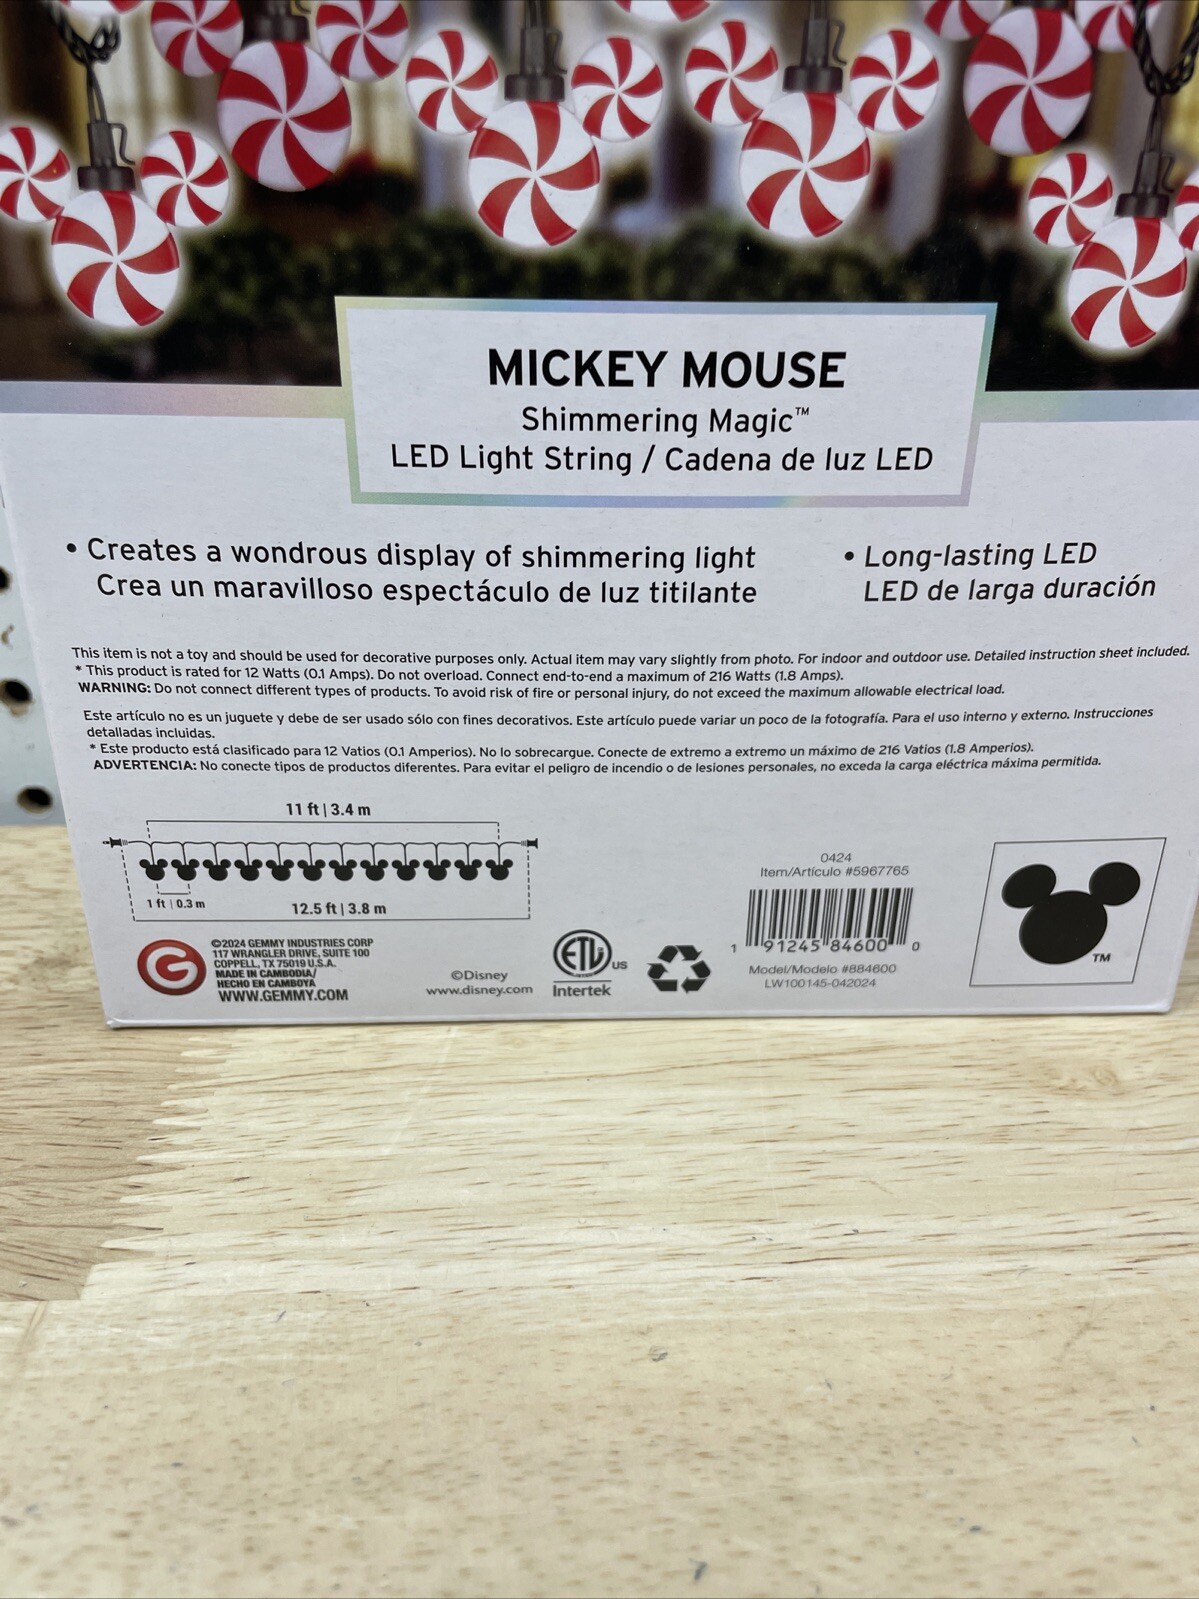 MICKEY MOUSE
Shimmering Magic™
LED Light String / Cadena de luz LED
• Creates a wondrous display of shimmering light
Crea un maravilloso espectáculo de luz titilante
• Long-lasting LED
LED de larga duración
This item is not a toy and should be used for decorative purposes only. Actual item may vary slightly from photo. For indoor and outdoor use. Detailed instruction sheet included.
* This product is rated for 12 Watts (0.1 Amps). Do not overload. Connect end-to-end a maximum of 216 Watts (1.8 Amps).
WARNING: Do not connect different types of products. To avoid risk of fire or personal injury, do not exceed the maximum allowable electrical load.
Este artículo no es un juguete y debe de ser usado sólo con fines decorativos. Este artículo puede variar un poco de la fotografía. Para el uso interno y externo. Instrucciones
detalladas incluidas.
* Este producto está clasificado para 12 Vatios (0.1 Amperios). No lo sobrecargue. Conecte de extremo a extremo un máximo de 216 Vatios (1.8 Amperios).
ADVERTENCIA: No conecte tipos de productos diferentes. Para evitar el peligro de incendio o de lesiones personales, no exceda la carga eléctrica máxima permitida.
11 ft | 3.4 m
1 ft | 0.3 m
12.5 ft | 3.8 m
G
©2024 GEMMY INDUSTRIES CORP
117 WRANGLER DRIVE, SUITE 100
COPPELL, TX 75019 U.S.A.
MADE IN CAMBODIA/
HECHO EN CAMBOYA
WWW.GEMMY.COM
©Disney
www.disney.com
ETL US
Intertek
0424
Item/Artículo #5967765
1 91245 84600 0
Model/Modelo #884600
LW100145-042024
TM